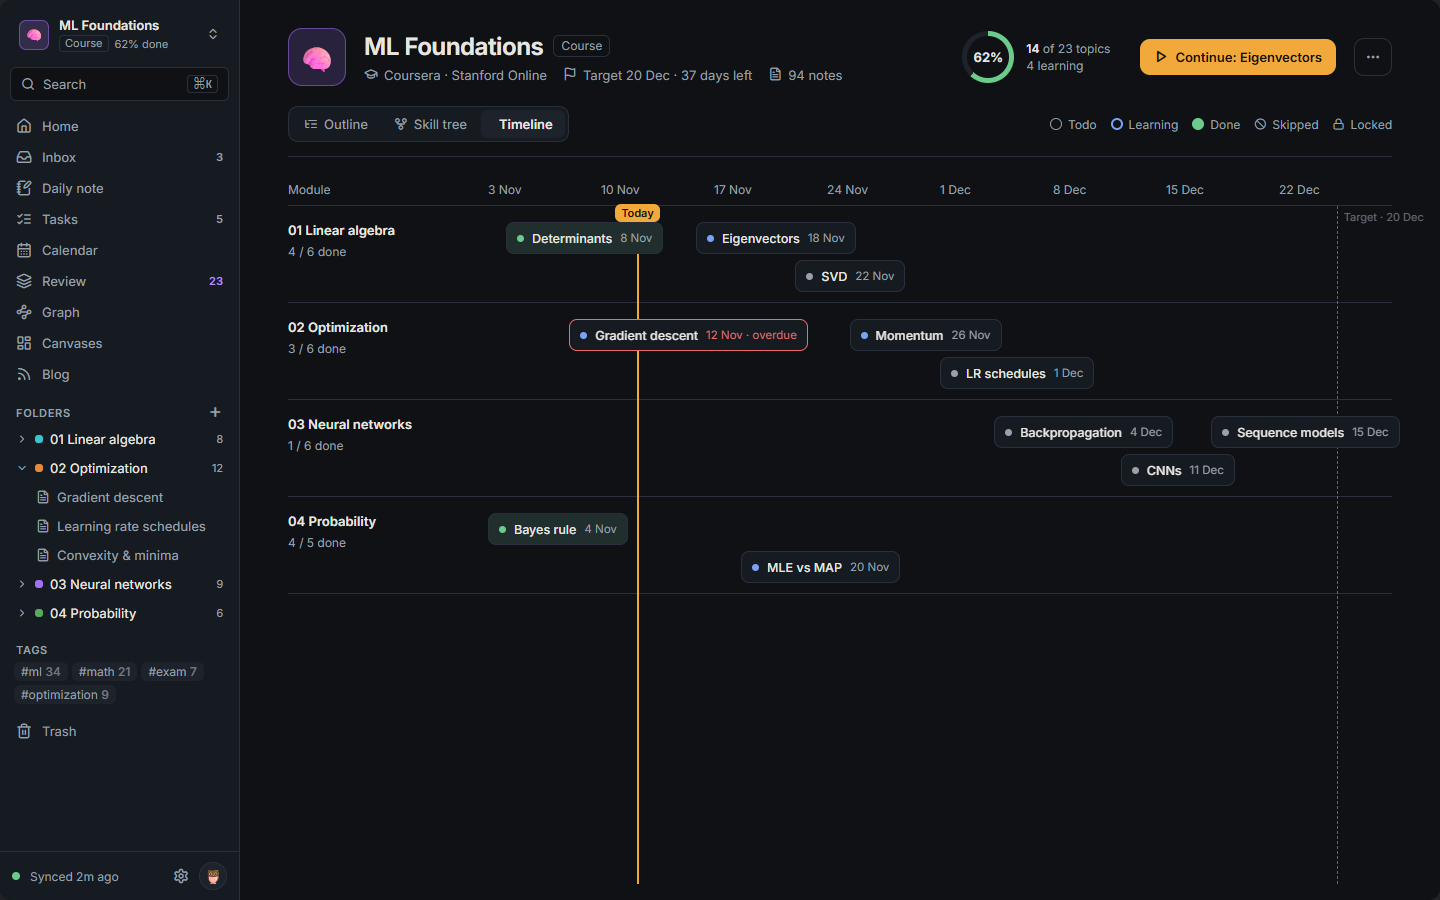 ML Foundations
Course 62% done
Search ⌘K
Home
Inbox 3
Daily note
Tasks 5
Calendar
Review 23
Graph
Canvases
Blog
FOLDERS +
01 Linear algebra 8
02 Optimization 12
Gradient descent
Learning rate schedules
Convexity & minima
03 Neural networks 9
04 Probability 6
TAGS
#ml 34 #math 21 #exam 7
#optimization 9
Trash
Synced 2m ago
ML Foundations Course
Coursera · Stanford Online Target 20 Dec · 37 days left 94 notes
62%
14 of 23 topics
4 learning
Continue: Eigenvectors
Outline Skill tree Timeline
Todo Learning Done Skipped Locked
Module 3 Nov 10 Nov 17 Nov 24 Nov 1 Dec 8 Dec 15 Dec 22 Dec
Today
Target · 20 Dec
01 Linear algebra
4 / 6 done
Determinants 8 Nov
Eigenvectors 18 Nov
SVD 22 Nov
02 Optimization
3 / 6 done
Gradient descent 12 Nov · overdue
Momentum 26 Nov
LR schedules 1 Dec
03 Neural networks
1 / 6 done
Backpropagation 4 Dec
Sequence models 15 Dec
CNNs 11 Dec
04 Probability
4 / 5 done
Bayes rule 4 Nov
MLE vs MAP 20 Nov